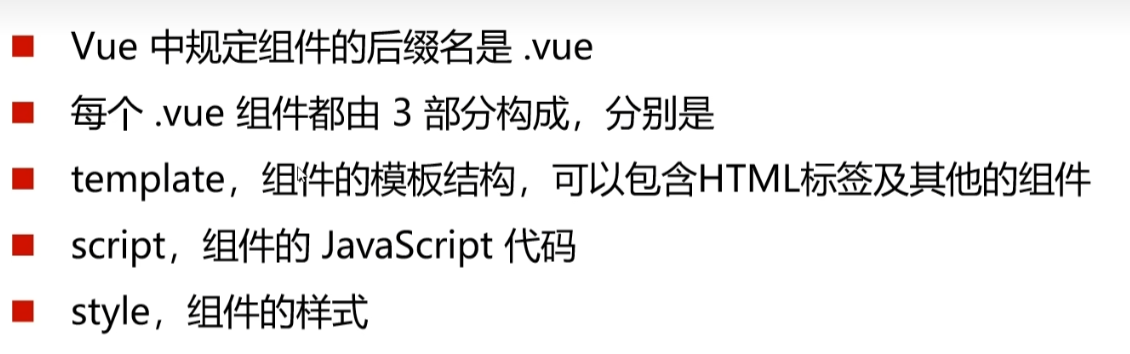 Vue 中规定组件的后缀名是 .vue
每个 .vue 组件都由 3 部分构成，分别是
template，组件的模板结构，可以包含HTML标签及其他的组件
script，组件的 JavaScript 代码
style，组件的样式